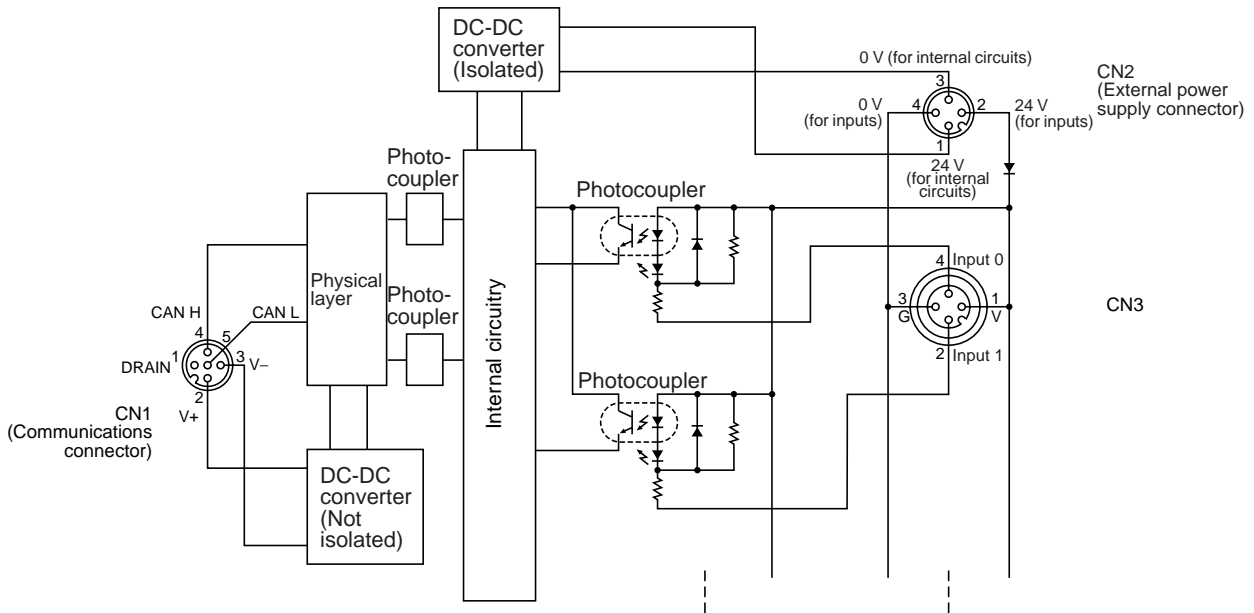 DC-DC
converter
(Isolated)
0 V (for internal circuits)
3
CN2
(External power
supply connector)
0 V
(for inputs)
4
2
24 V
(for inputs)
1
24 V
(for internal
circuits)
Photo-
coupler
Photocoupler
Physical
layer
Internal circuitry
4
Input 0
3
G
1
V
CN3
2
Input 1
Photo-
coupler
CAN H
CAN L
4
5
DRAIN
1
3
V–
2
V+
CN1
(Communications
connector)
Photocoupler
DC-DC
converter
(Not
isolated)